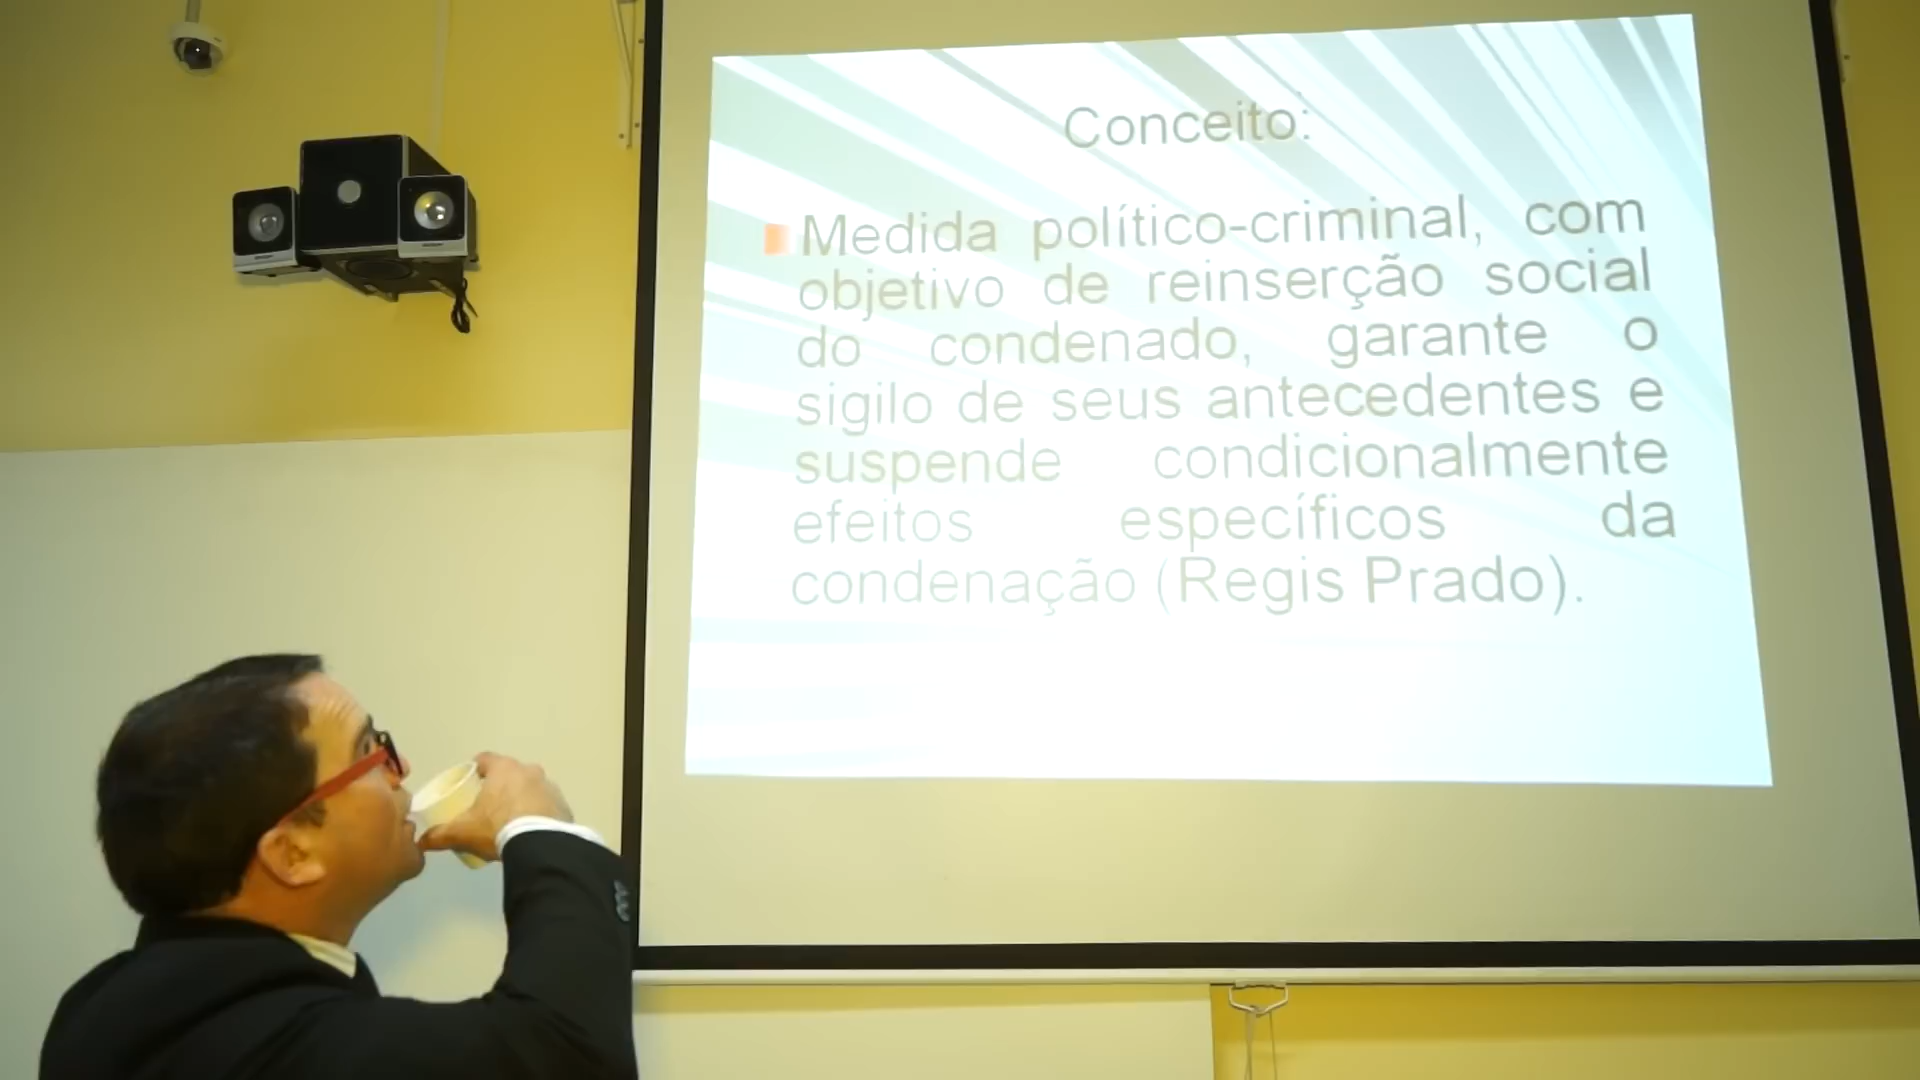 Conceito:
Medida político-criminal, com
objetivo de reinserção social
do condenado, garante o
sigilo de seus antecedentes e
suspende condicionalmente
efeitos específicos da
condenação (Regis Prado).